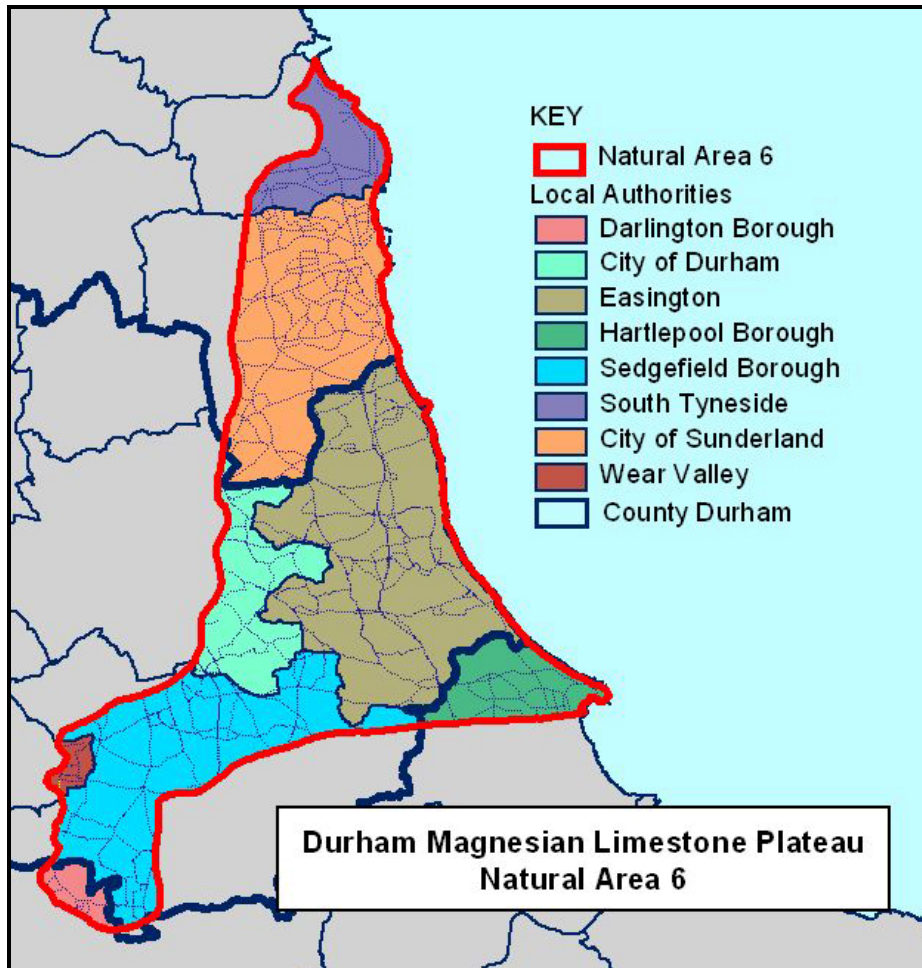 KEY
Natural Area 6
Local Authorities
Darlington Borough
City of Durham
Easington
Hartlepool Borough
Sedgefield Borough
South Tyneside
City of Sunderland
Wear Valley
County Durham
Durham Magnesian Limestone Plateau
Natural Area 6